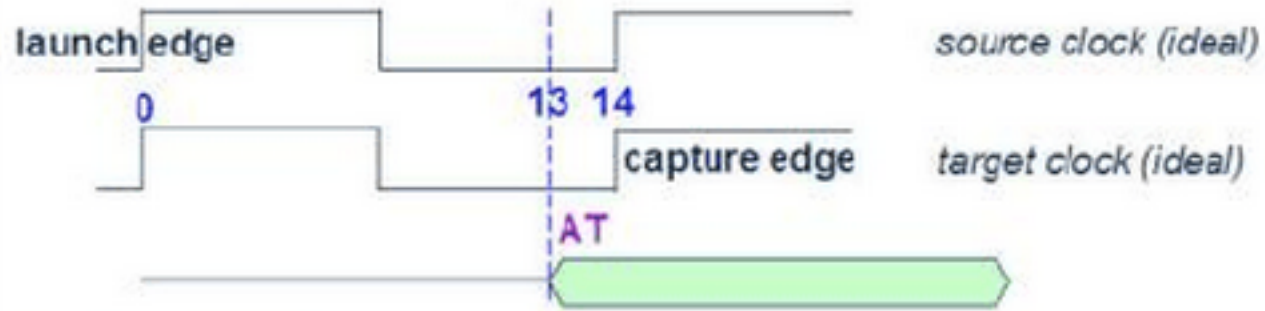 launch edge
source clock (ideal)
0
13
14
capture edge
target clock (ideal)
AT